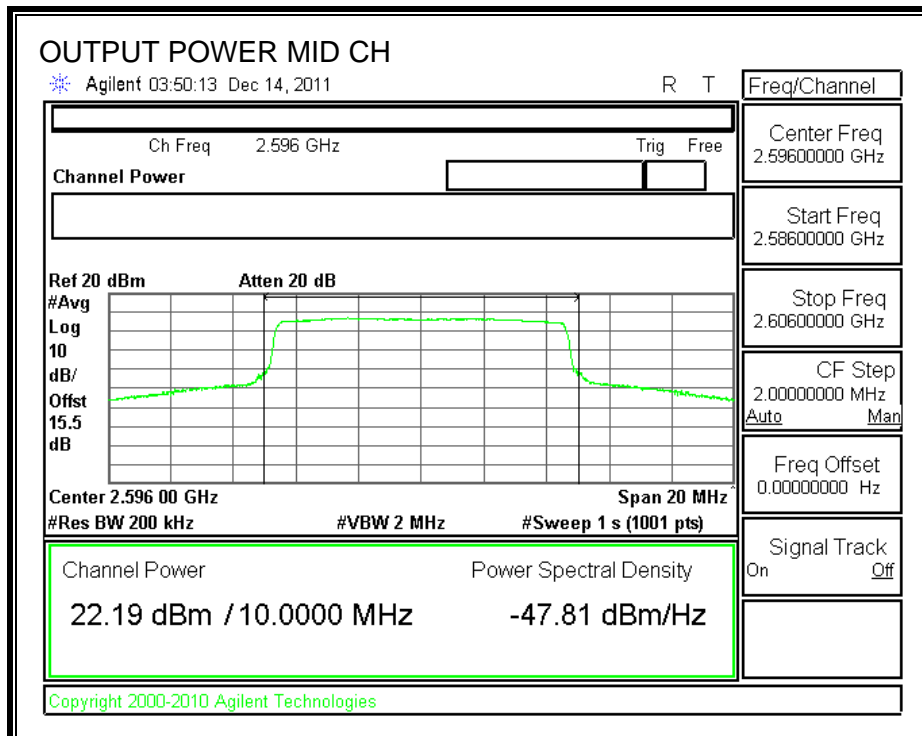 OUTPUT POWER MID CH
Agilent 03:50:13 Dec 14, 2011 R T
Freq/Channel
Ch Freq 2.596 GHz Trig Free
Channel Power
Center Freq
2.59600000 GHz
Start Freq
2.58600000 GHz
Stop Freq
2.60600000 GHz
CF Step
2.00000000 MHz
Auto Man
Freq Offset
0.00000000 Hz
Signal Track
On Off
Ref 20 dBm Atten 20 dB
#Avg
Log
10
dB/
Offst
15.5
dB
Center 2.596 00 GHz Span 20 MHz
#Res BW 200 kHz #VBW 2 MHz #Sweep 1 s (1001 pts)
Channel Power Power Spectral Density
22.19 dBm / 10.0000 MHz -47.81 dBm/Hz
Copyright 2000-2010 Agilent Technologies